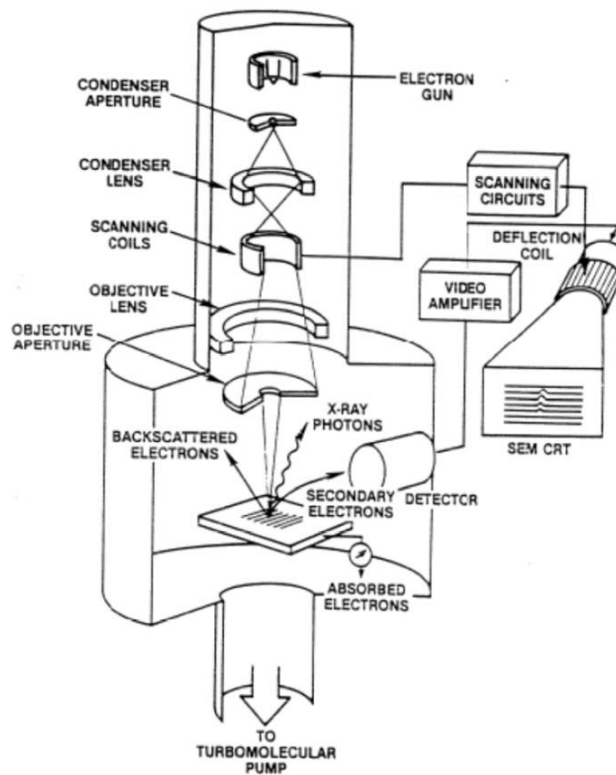 ELECTRON
GUN
CONDENSER
APERTURE
CONDENSER
LENS
SCANNING
CIRCUITS
SCANNING
COILS
DEFLECTION
COIL
VIDEO
AMPLIFIER
OBJECTIVE
LENS
OBJECTIVE
APERTURE
X-RAY
PHOTONS
BACKSCATTERED
ELECTRONS
SEM CRT
SECONDARY
ELECTRONS
DETECTOR
ABSORBED
ELECTRONS
TO
TURBOMOLECULAR
PUMP